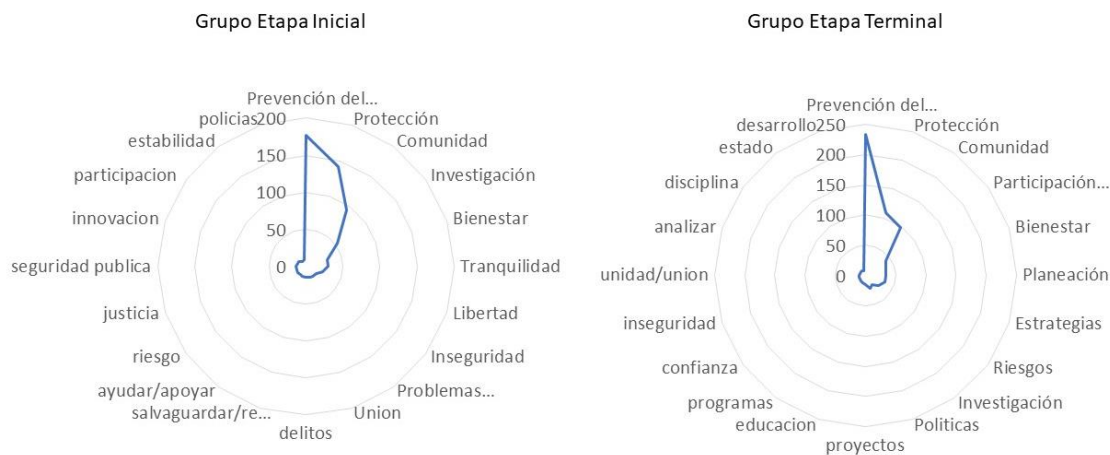 Grupo Etapa Inicial
Prevención del...
Protección
Comunidad
Investigación
Bienestar
Tranquilidad
Libertad
Inseguridad
Problemas...
Union
delitos
salvaguardar/re...
ayudar/apoyar
riesgo
justicia
seguridad publica
innovacion
participacion
estabilidad
policias
200
150
100
50
0
Grupo Etapa Terminal
Prevención del...
Protección
Comunidad
Participación...
Bienestar
Planeación
Estrategias
Riesgos
Investigación
Politicas
proyectos
educacion
programas
confianza
inseguridad
unidad/union
analizar
disciplina
estado
desarrollo
250
200
150
100
50
0